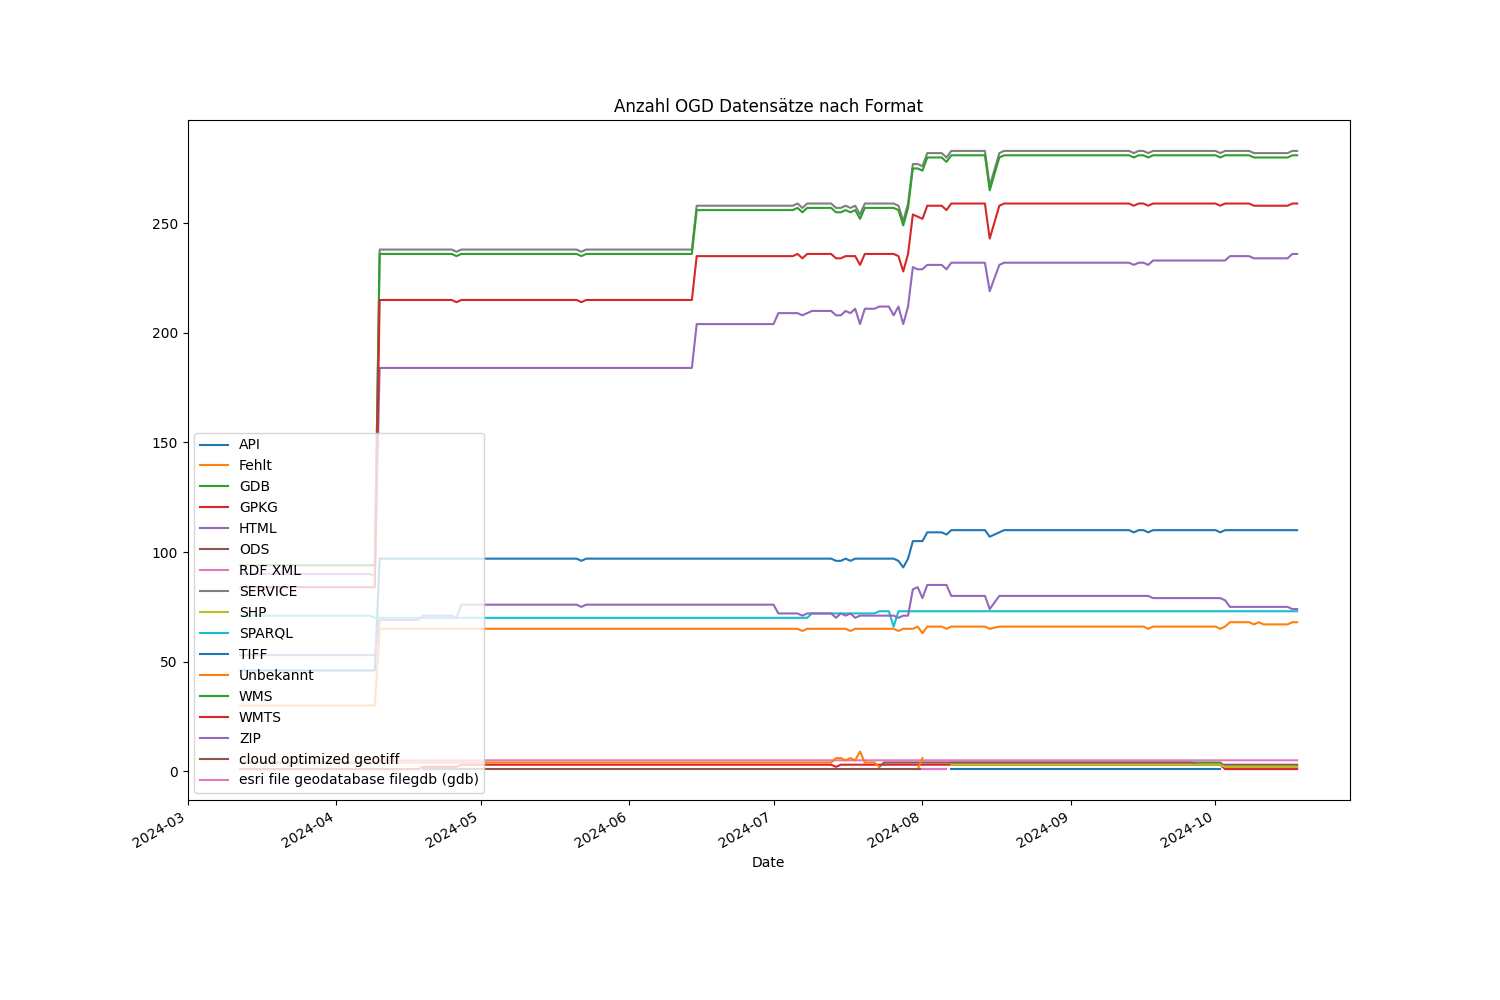 Anzahl OGD Datensätze nach Format
250
200
150
100
50
0
API
Fehlt
GDB
GPKG
HTML
ODS
RDF XML
SERVICE
SHP
SPARQL
TIFF
Unbekannt
WMS
WMTS
ZIP
cloud optimized geotiff
esri file geodatabase filegdb (gdb)
2024-03
2024-04
2024-05
2024-06
2024-07
2024-08
2024-09
2024-10
Date